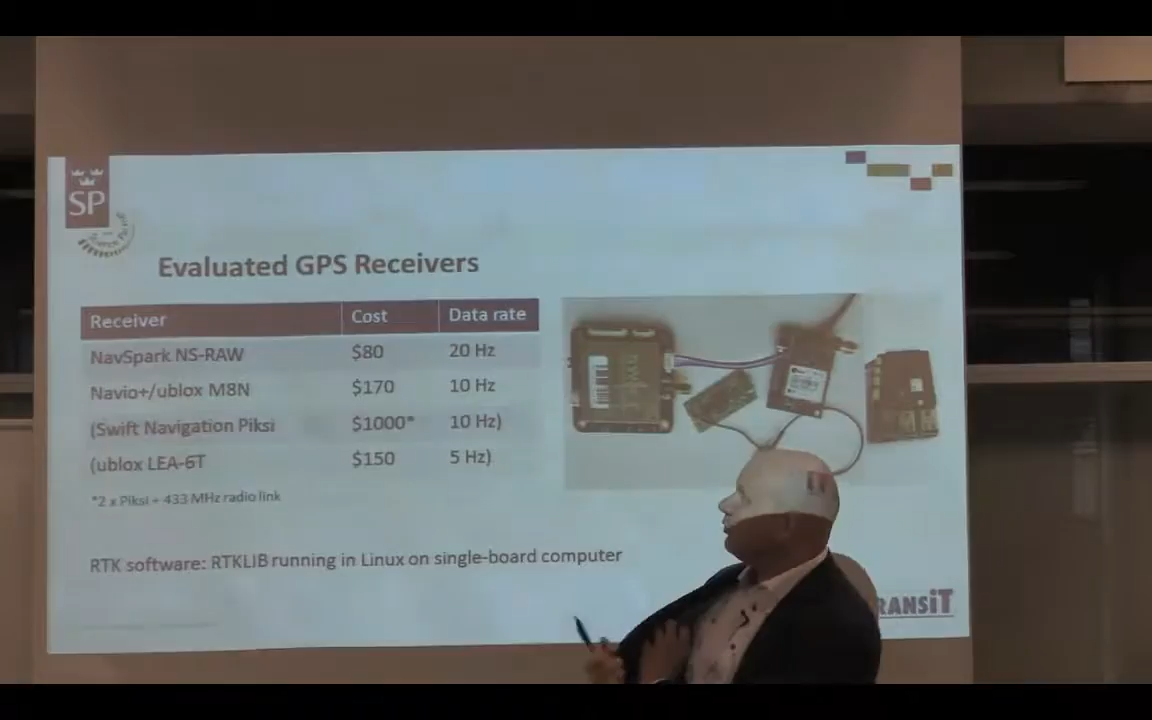 SP
Evaluated GPS Receivers
Receiver Cost Data rate
NavSpark NS-RAW $80 20 Hz
Navio+/ublox M8N $170 10 Hz
(Swift Navigation Piksi $1000* 10 Hz)
(ublox LEA-6T $150 5 Hz)
*2 x Piksi + 433 MHz radio link
RTK software: RTKLIB running in Linux on single-board computer
RANSiT